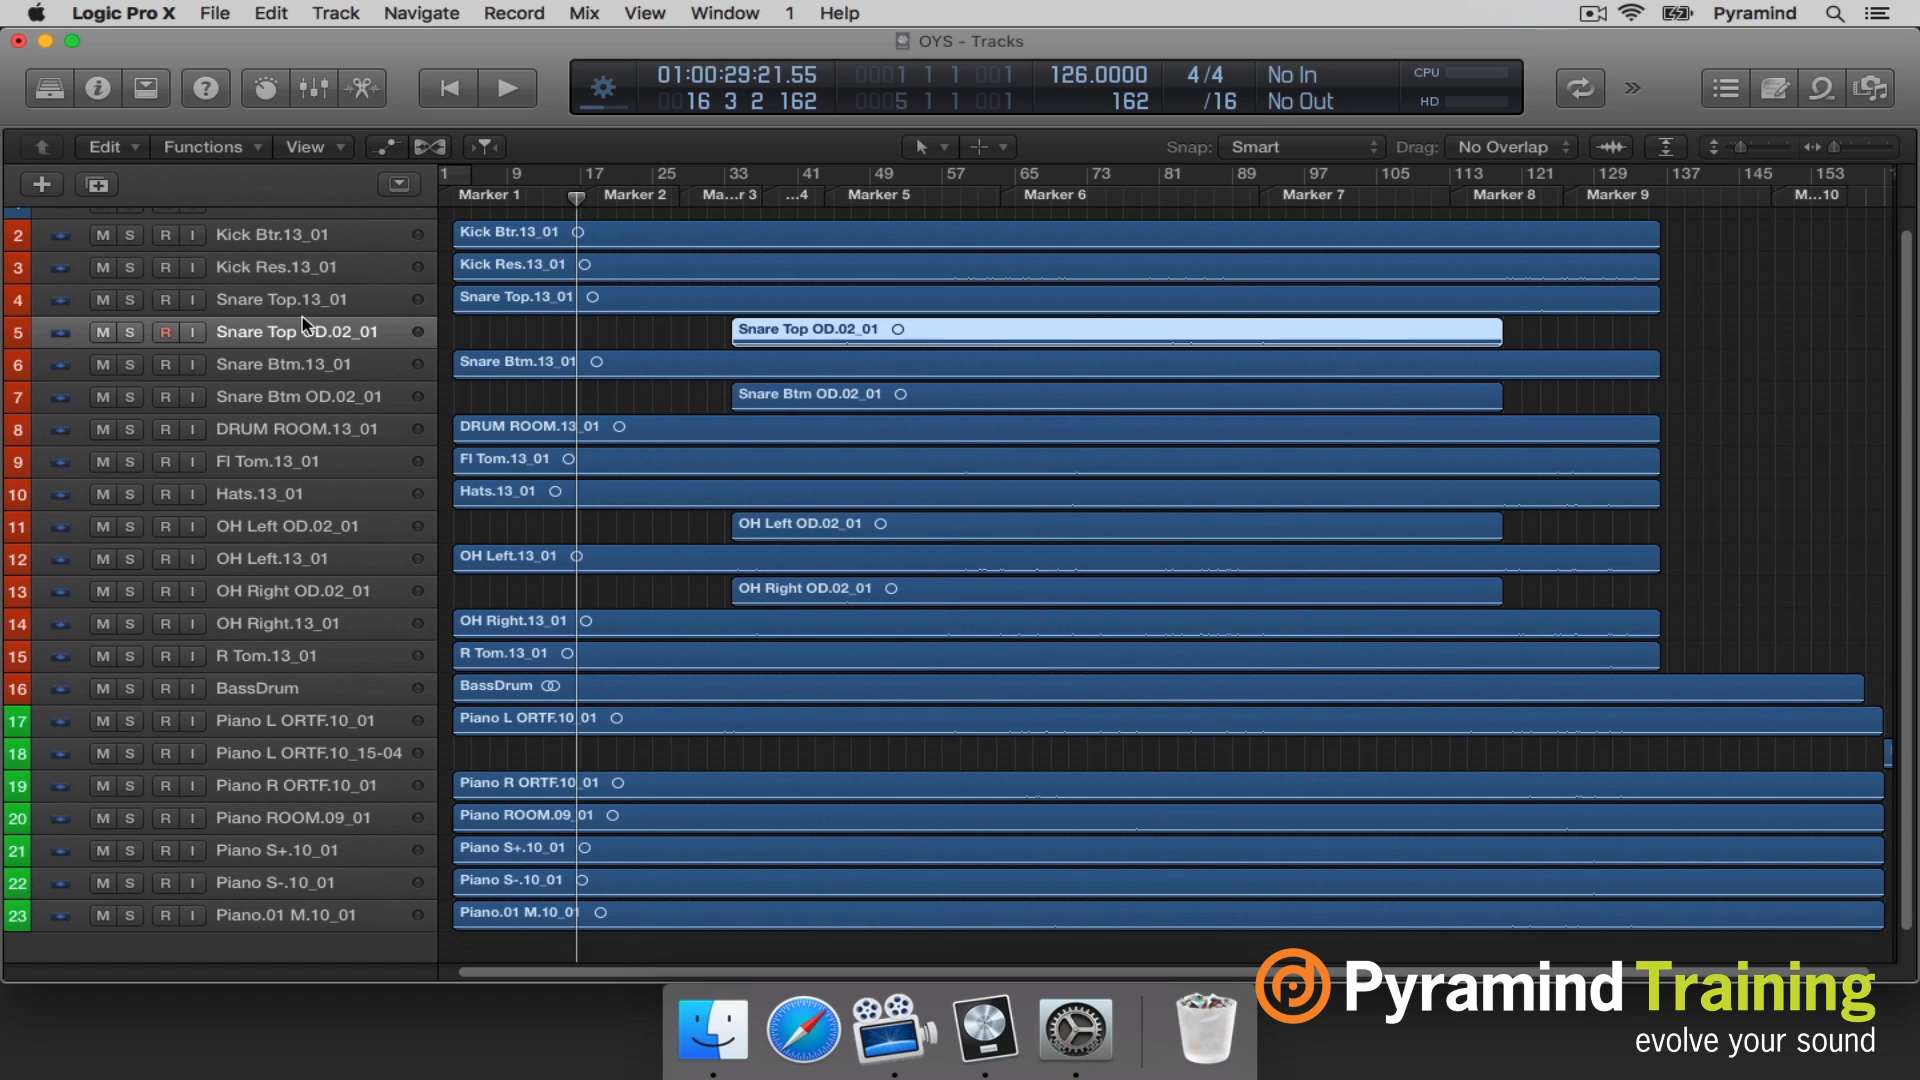 Logic Pro X File Edit Track Navigate Record Mix View Window 1 Help Pyramind
OYS - Tracks
01:00:29:21.55 0001 1 1 001 126.0000 4/4 No In CPU
0016 3 2 162 0005 1 1 001 162 /16 No Out HD
Edit Functions View Snap: Smart Drag: No Overlap
1 9 17 25 33 41 49 57 65 73 81 89 97 105 113 121 129 137 145 153
Marker 1 Marker 2 Ma...r 3 ...4 Marker 5 Marker 6 Marker 7 Marker 8 Marker 9 M...10
2 M S R I Kick Btr.13_01 Kick Btr.13_01
3 M S R I Kick Res.13_01 Kick Res.13_01
4 M S R I Snare Top.13_01 Snare Top.13_01
5 M S R I Snare Top OD.02_01 Snare Top OD.02_01
6 M S R I Snare Btm.13_01 Snare Btm.13_01
7 M S R I Snare Btm OD.02_01 Snare Btm OD.02_01
8 M S R I DRUM ROOM.13_01 DRUM ROOM.13_01
9 M S R I Fl Tom.13_01 Fl Tom.13_01
10 M S R I Hats.13_01 Hats.13_01
11 M S R I OH Left OD.02_01 OH Left OD.02_01
12 M S R I OH Left.13_01 OH Left.13_01
13 M S R I OH Right OD.02_01 OH Right OD.02_01
14 M S R I OH Right.13_01 OH Right.13_01
15 M S R I R Tom.13_01 R Tom.13_01
16 M S R I BassDrum BassDrum
17 M S R I Piano L ORTF.10_01 Piano L ORTF.10_01
18 M S R I Piano L ORTF.10_15-04
19 M S R I Piano R ORTF.10_01 Piano R ORTF.10_01
20 M S R I Piano ROOM.09_01 Piano ROOM.09_01
21 M S R I Piano S+.10_01 Piano S+.10_01
22 M S R I Piano S-.10_01 Piano S-.10_01
23 M S R I Piano.01 M.10_01 Piano.01 M.10_01
Pyramind Training
evolve your sound